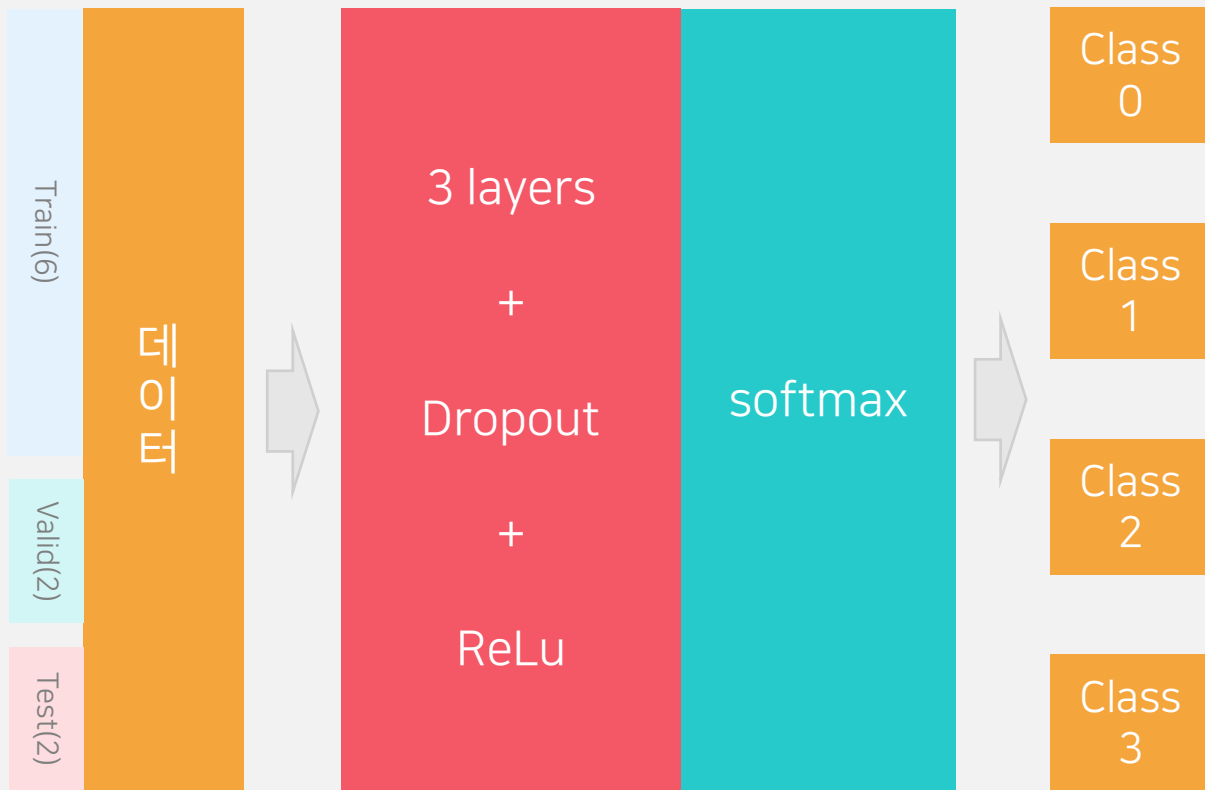 Train(6)
Valid(2)
Test(2)
데
이
터
3 layers
+
Dropout
+
ReLu
softmax
Class
0
Class
1
Class
2
Class
3